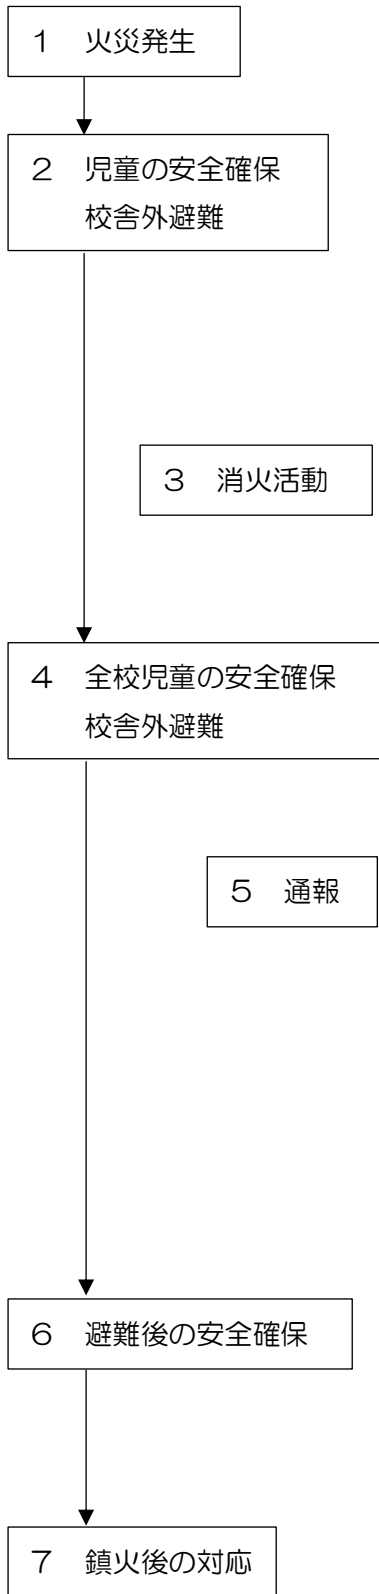 １　火災発生
２　児童の安全確保
校舎外避難
３　消火活動
４　全校児童の安全確保
校舎外避難
５　通報
６　避難後の安全確保
７　鎮火後の対応